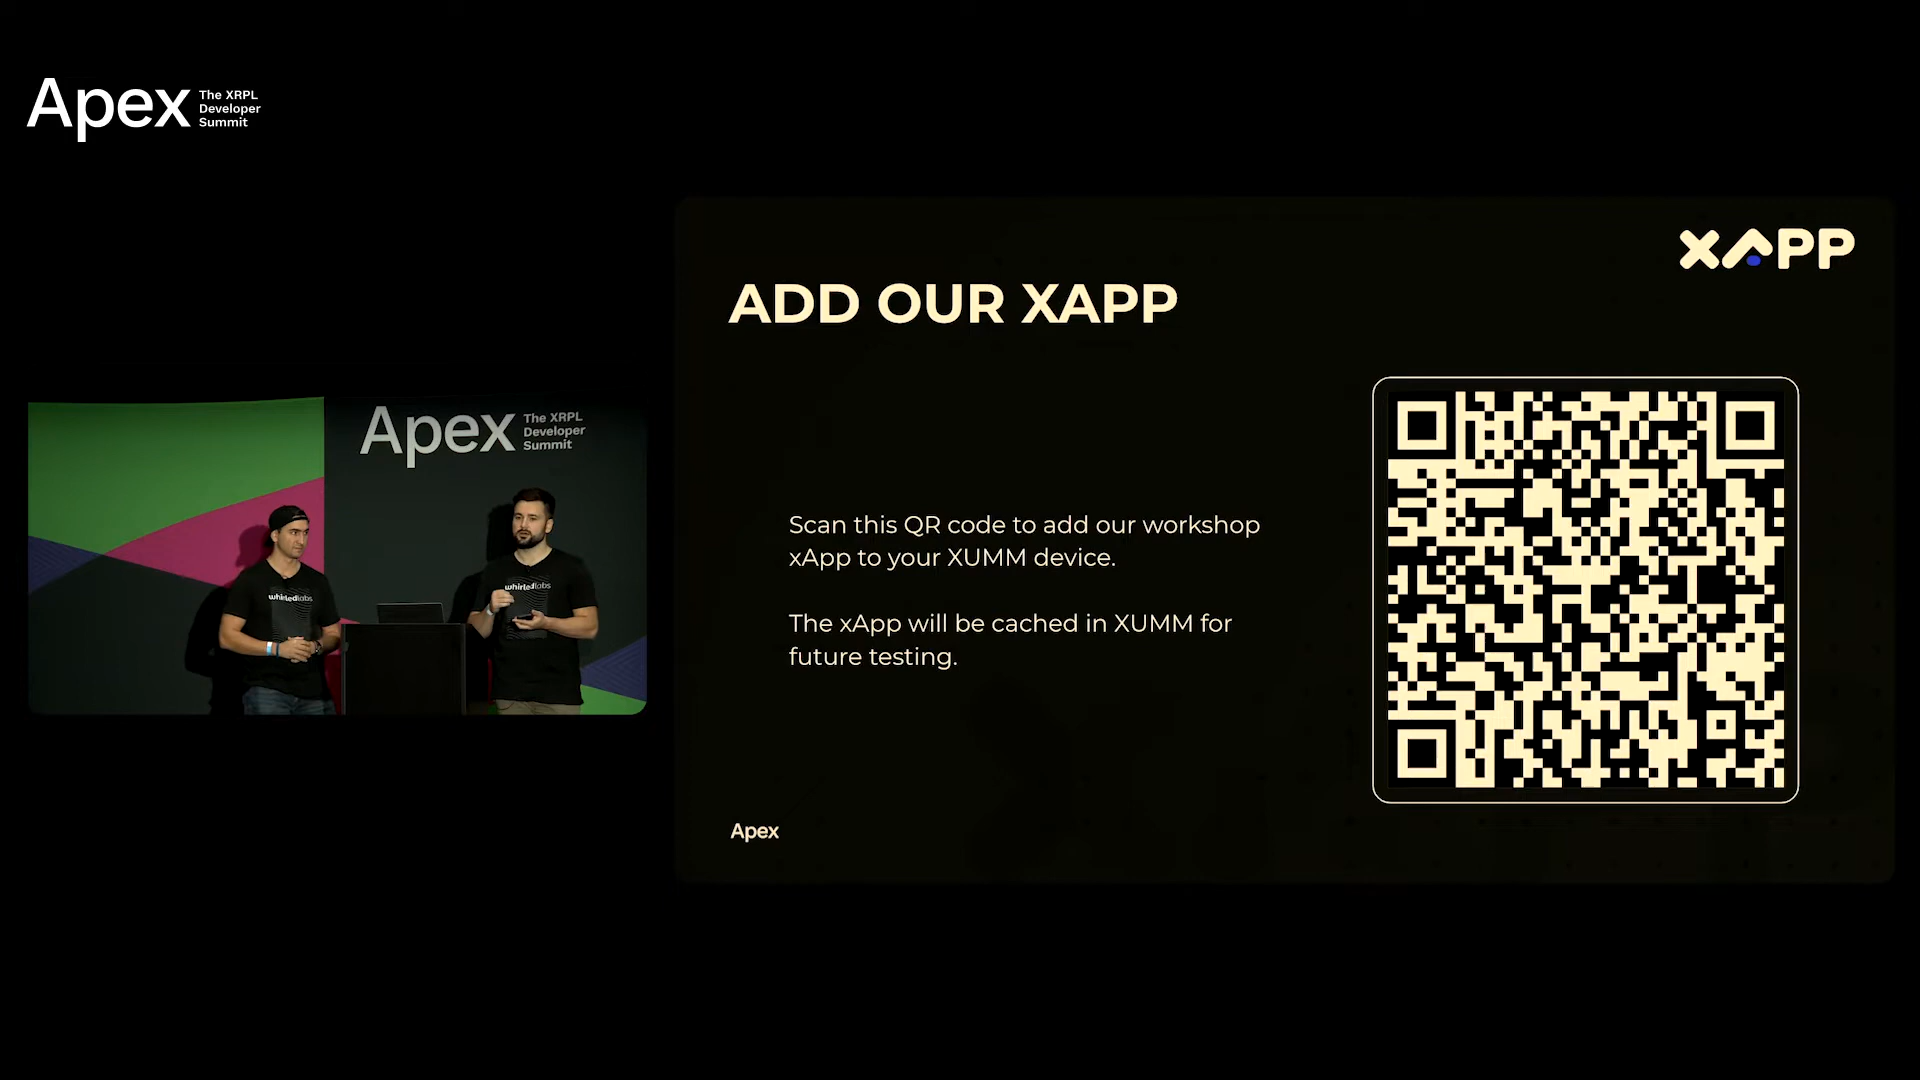 Apex
The XRPL
Developer
Summit
Apex
The XRPL
Developer
Summit
whirledlabs
whirledlabs
XAPP
ADD OUR XAPP
Scan this QR code to add our workshop
xApp to your XUMM device.
The xApp will be cached in XUMM for
future testing.
Apex